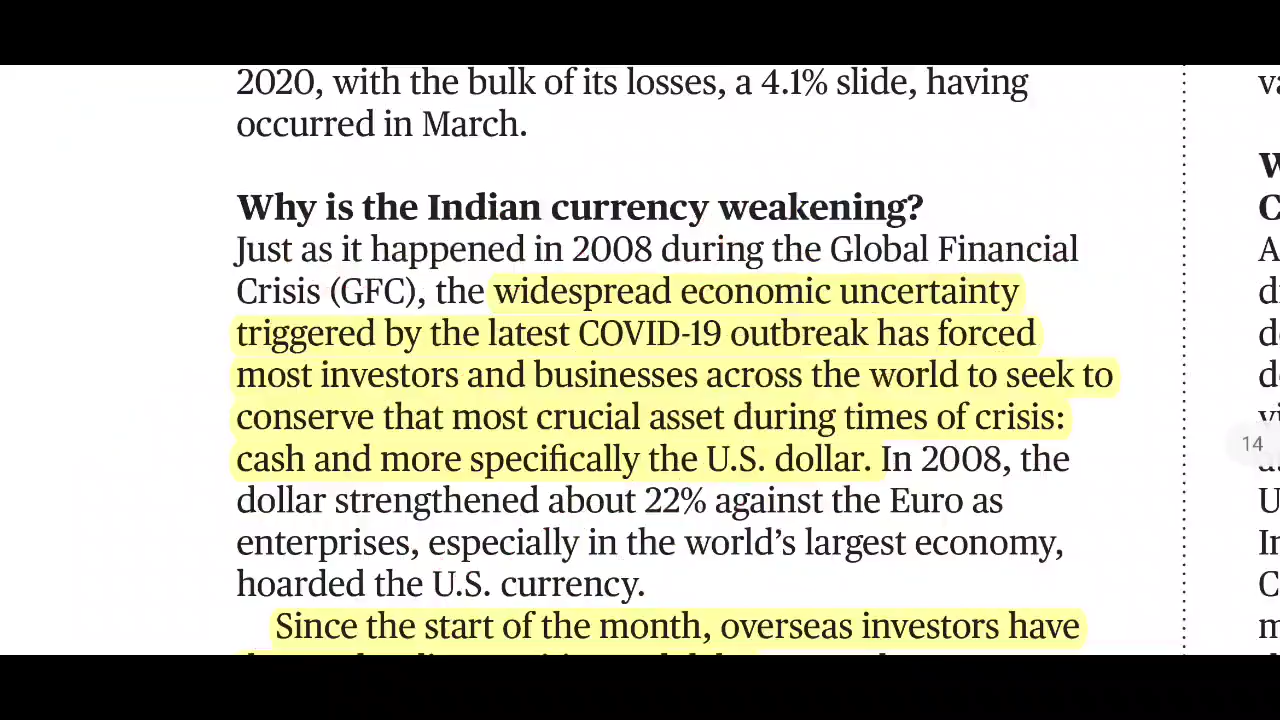 2020, with the bulk of its losses, a 4.1% slide, having
occurred in March.
Why is the Indian currency weakening?
Just as it happened in 2008 during the Global Financial
Crisis (GFC), the widespread economic uncertainty
triggered by the latest COVID-19 outbreak has forced
most investors and businesses across the world to seek to
conserve that most crucial asset during times of crisis:
cash and more specifically the U.S. dollar. In 2008, the
dollar strengthened about 22% against the Euro as
enterprises, especially in the world’s largest economy,
hoarded the U.S. currency.
Since the start of the month, overseas investors have
14